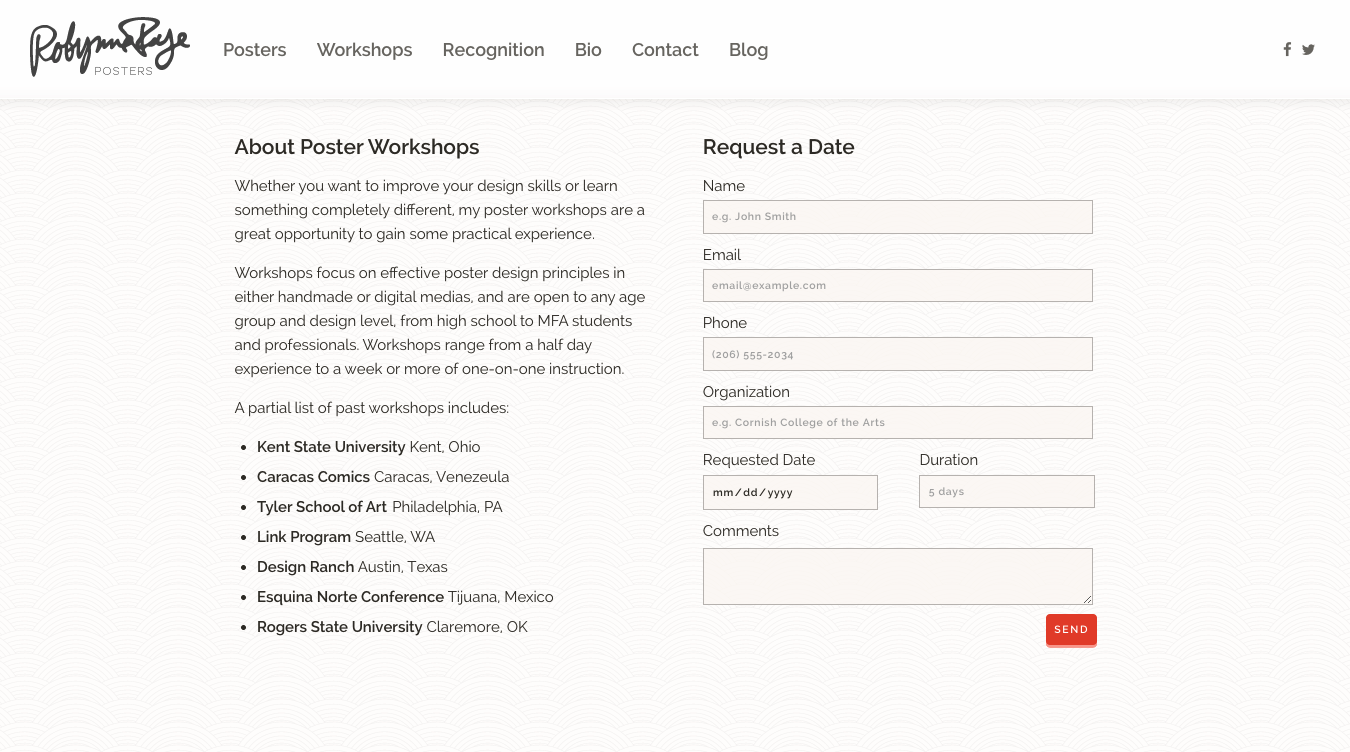 Robynne Raye
POSTERS
Posters Workshops Recognition Bio Contact Blog
About Poster Workshops
Whether you want to improve your design skills or learn
something completely different, my poster workshops are a
great opportunity to gain some practical experience.
Workshops focus on effective poster design principles in
either handmade or digital medias, and are open to any age
group and design level, from high school to MFA students
and professionals. Workshops range from a half day
experience to a week or more of one-on-one instruction.
A partial list of past workshops includes:
• Kent State University Kent, Ohio
• Caracas Comics Caracas, Venezeula
• Tyler School of Art Philadelphia, PA
• Link Program Seattle, WA
• Design Ranch Austin, Texas
• Esquina Norte Conference Tijuana, Mexico
• Rogers State University Claremore, OK
Request a Date
Name
e.g. John Smith
Email
email@example.com
Phone
(206) 555-2034
Organization
e.g. Cornish College of the Arts
Requested Date Duration
mm/dd/yyyy 5 days
Comments
SEND